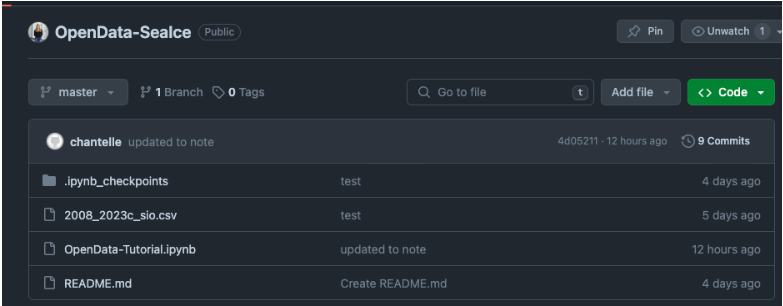 OpenData-Sealce Public Pin Unwatch 1
master 1 Branch 0 Tags Go to file t Add file <> Code
chantelle updated to note 4d05211 · 12 hours ago 9 Commits
.ipynb_checkpoints test 4 days ago
2008_2023c_sio.csv test 5 days ago
OpenData-Tutorial.ipynb updated to note 12 hours ago
README.md Create README.md 4 days ago